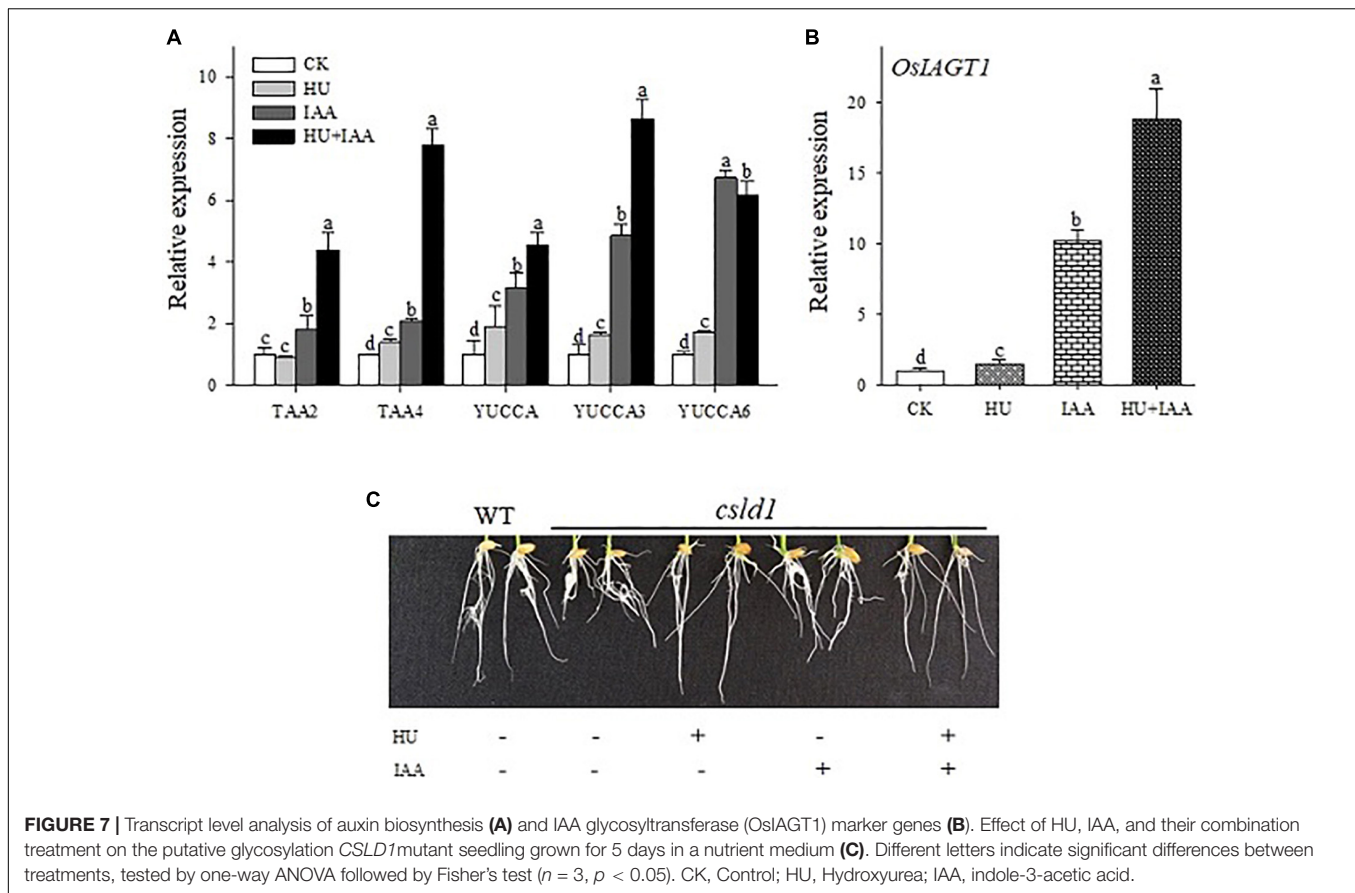 A
CK
HU
IAA
HU+IAA
Relative expression
10
8
6
4
2
0
c c b a
d c b a
d c b a
d c b a
d c a b
TAA2 TAA4 YUCCA YUCCA3 YUCCA6
B
OsIAGT1
Relative expression
20
15
10
5
0
d c b a
CK HU IAA HU+IAA
C
WT csld1
HU - - + - +
IAA - - - + +
FIGURE 7 | Transcript level analysis of auxin biosynthesis (A) and IAA glycosyltransferase (OsIAGT1) marker genes (B). Effect of HU, IAA, and their combination
treatment on the putative glycosylation CSLD1mutant seedling grown for 5 days in a nutrient medium (C). Different letters indicate significant differences between
treatments, tested by one-way ANOVA followed by Fisher's test (n = 3, p < 0.05). CK, Control; HU, Hydroxyurea; IAA, indole-3-acetic acid.